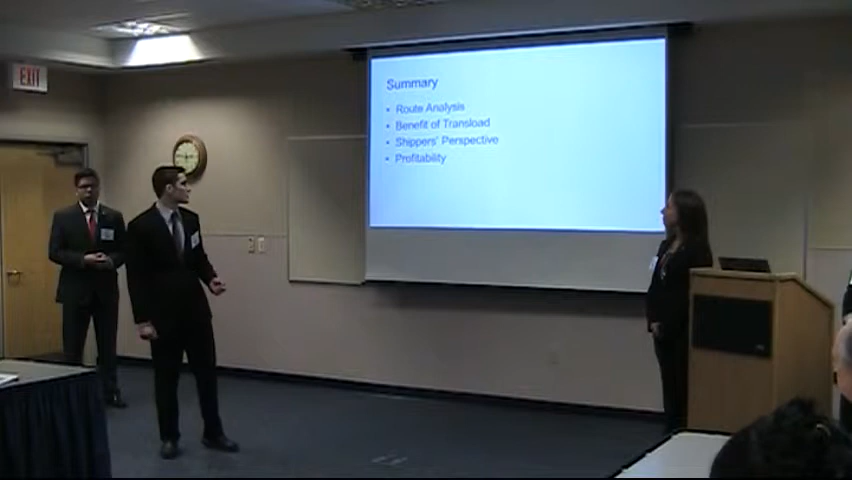 EXIT
Summary
• Route Analysis
• Benefit of Transload
• Shippers' Perspective
• Profitability